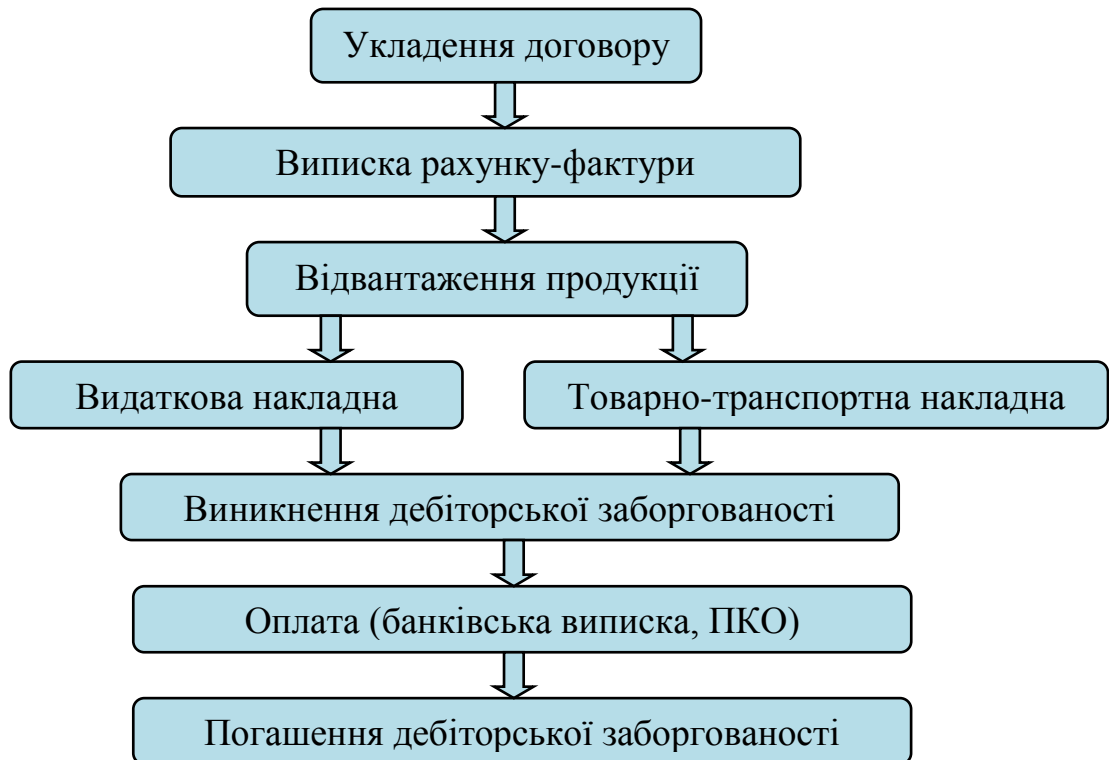 Укладення договору
Виписка рахунку-фактури
Відвантаження продукції
Видаткова накладна
Товарно-транспортна накладна
Виникнення дебіторської заборгованості
Оплата (банківська виписка, ПКО)
Погашення дебіторської заборгованості